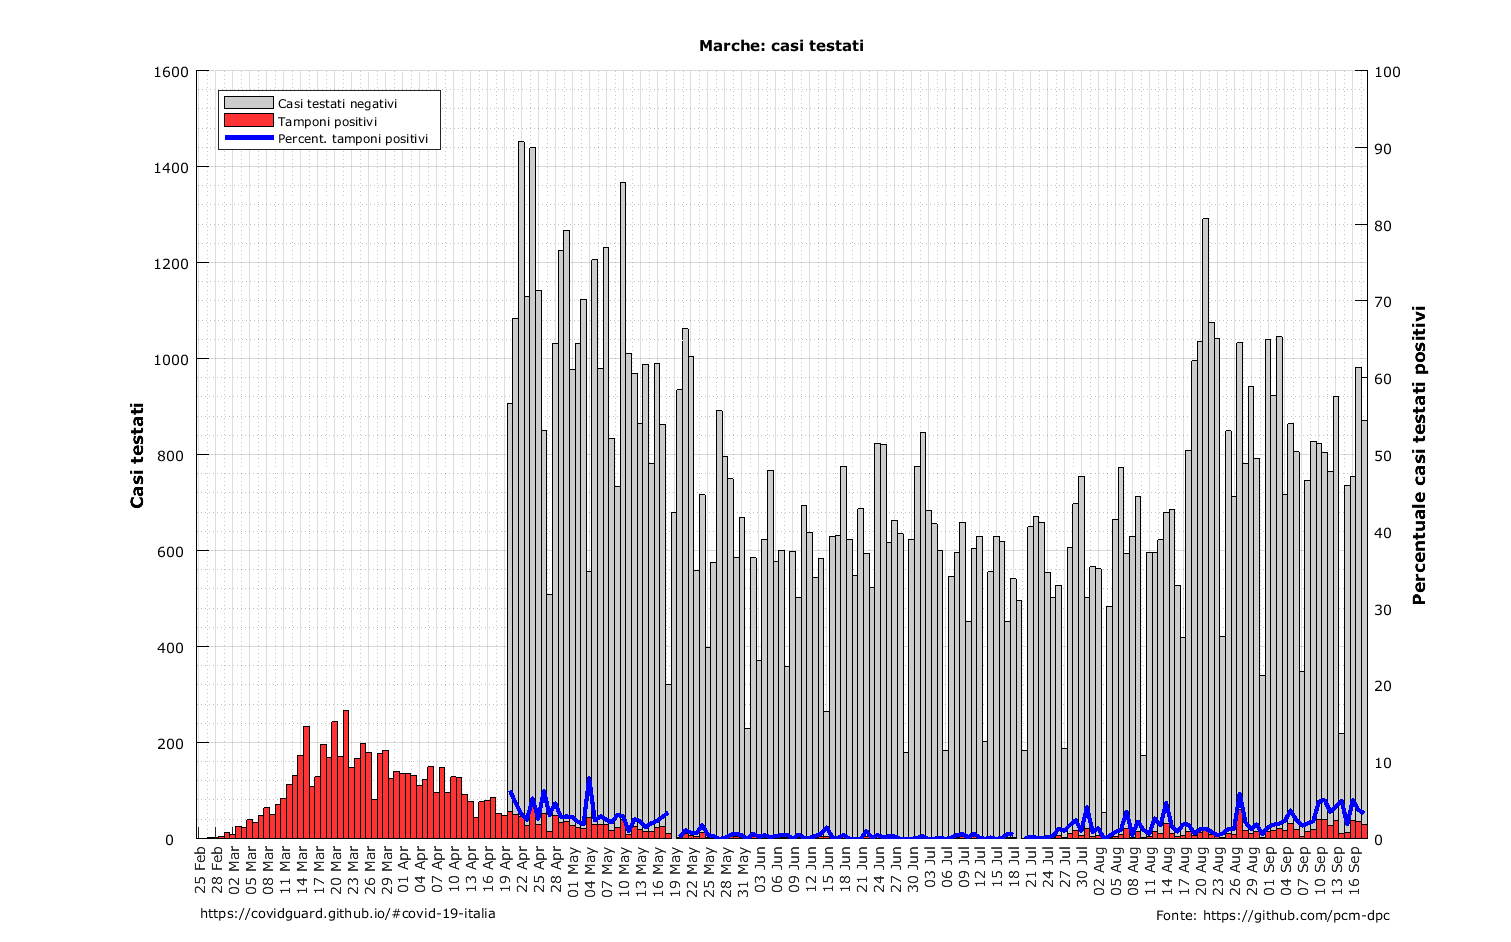 Marche: casi testati
1600
1400
1200
1000
800
600
400
200
0
Casi testati
Casi testati negativi
Tamponi positivi
Percent. tamponi positivi
100
90
80
70
60
50
40
30
20
10
0
Percentuale casi testati positivi
25 Feb
28 Feb
02 Mar
05 Mar
08 Mar
11 Mar
14 Mar
17 Mar
20 Mar
23 Mar
26 Mar
29 Mar
01 Apr
04 Apr
07 Apr
10 Apr
13 Apr
16 Apr
19 Apr
22 Apr
25 Apr
28 Apr
01 May
04 May
07 May
10 May
13 May
16 May
19 May
22 May
25 May
28 May
31 May
03 Jun
06 Jun
09 Jun
12 Jun
15 Jun
18 Jun
21 Jun
24 Jun
27 Jun
30 Jun
03 Jul
06 Jul
09 Jul
12 Jul
15 Jul
18 Jul
21 Jul
24 Jul
27 Jul
30 Jul
02 Aug
05 Aug
08 Aug
11 Aug
14 Aug
17 Aug
20 Aug
23 Aug
26 Aug
29 Aug
01 Sep
04 Sep
07 Sep
10 Sep
13 Sep
16 Sep
https://covidguard.github.io/#covid-19-italia
Fonte: https://github.com/pcm-dpc